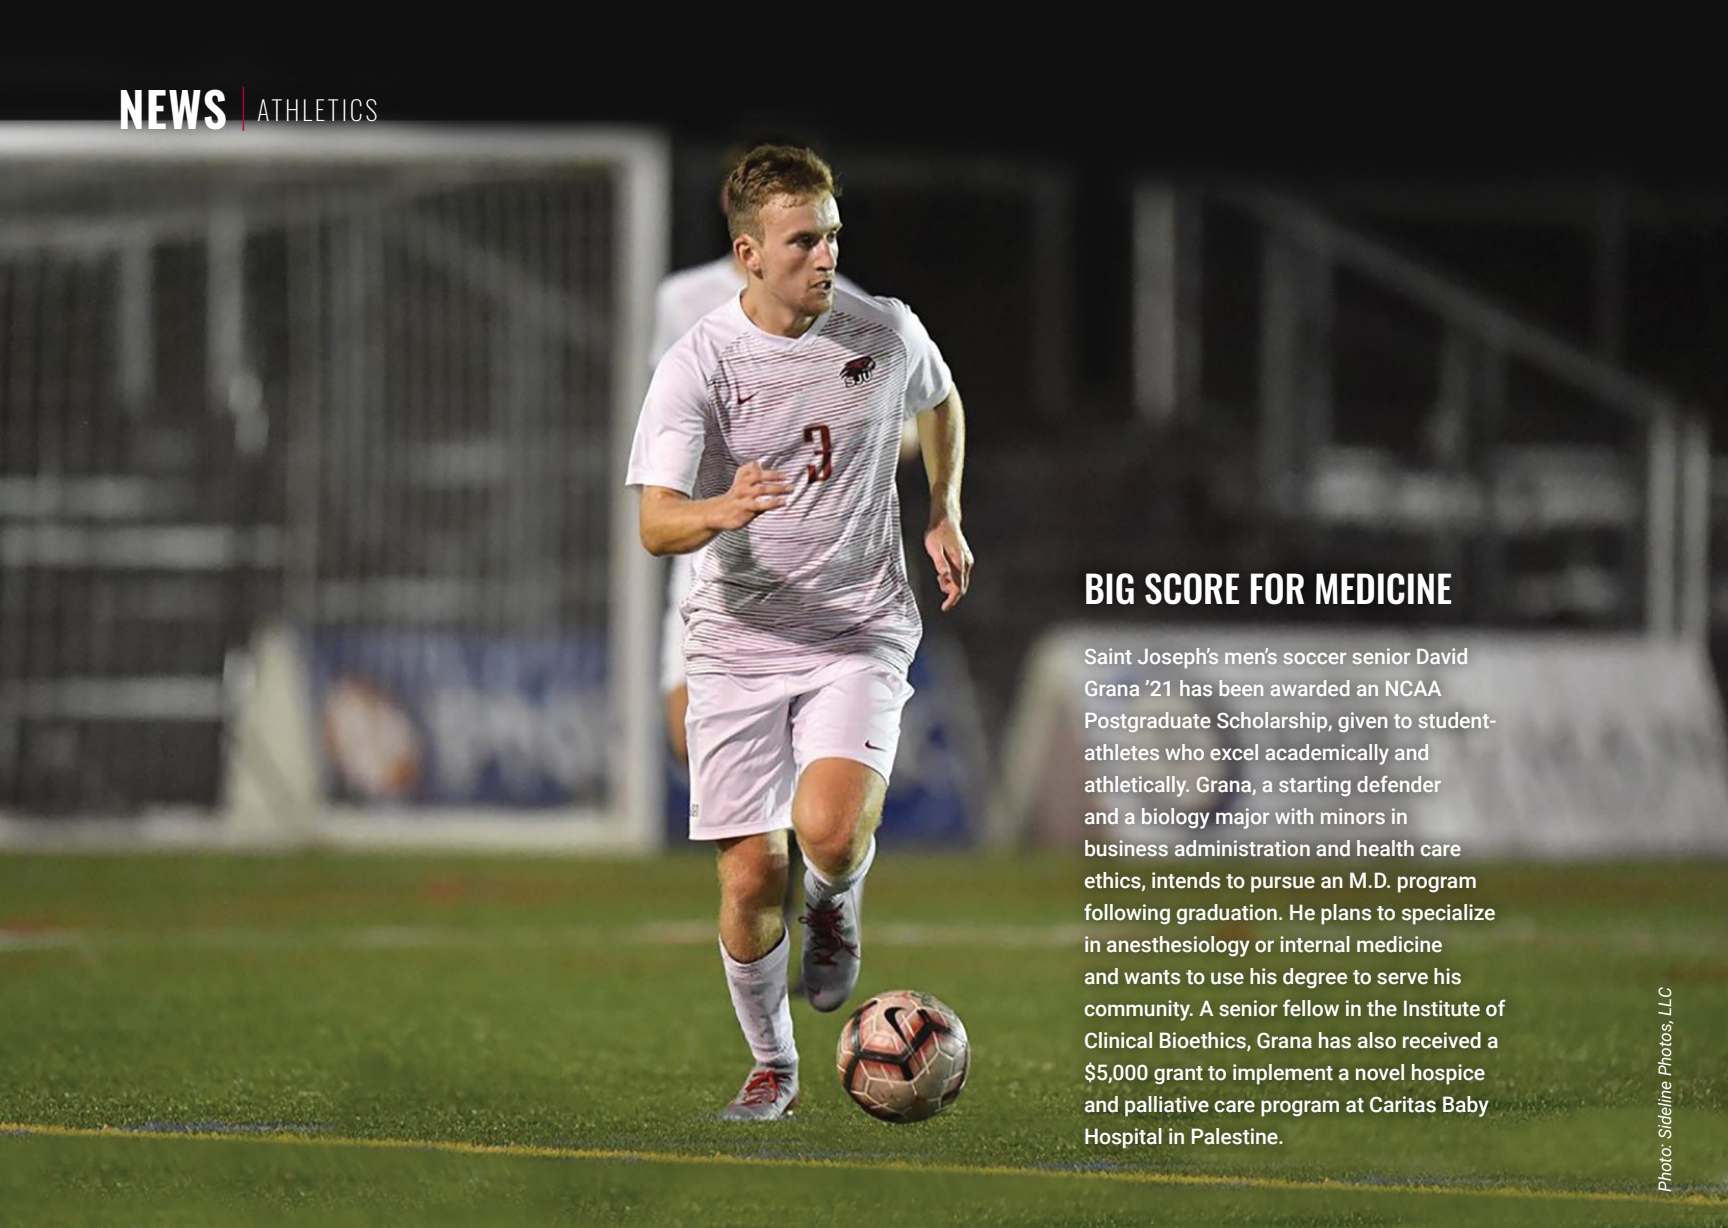 NEWS | ATHLETICS
SJU
3
BIG SCORE FOR MEDICINE
Saint Joseph’s men’s soccer senior David
Grana ’21 has been awarded an NCAA
Postgraduate Scholarship, given to student-
athletes who excel academically and
athletically. Grana, a starting defender
and a biology major with minors in
business administration and health care
ethics, intends to pursue an M.D. program
following graduation. He plans to specialize
in anesthesiology or internal medicine
and wants to use his degree to serve his
community. A senior fellow in the Institute of
Clinical Bioethics, Grana has also received a
$5,000 grant to implement a novel hospice
and palliative care program at Caritas Baby
Hospital in Palestine.
Photo: Sideline Photos, LLC